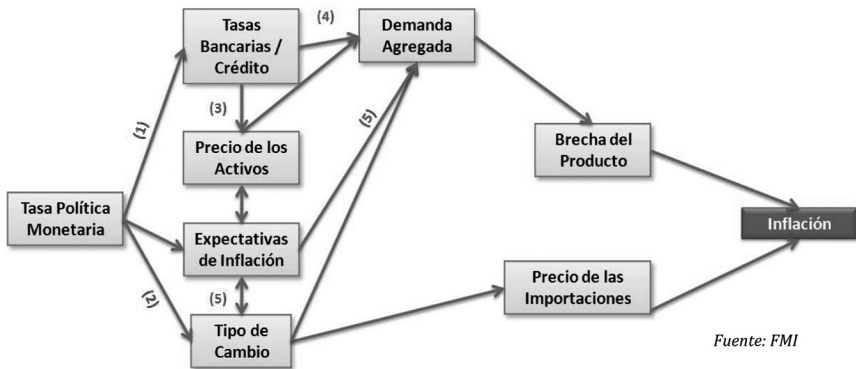 Tasas
Bancarias /
Crédito
(4)
Demanda
Agregada
(1)
(3)
(5)
Precio de los
Activos
Brecha del
Producto
Tasa Política
Monetaria
Expectativas
de Inflación
Inflación
(2)
(5)
Precio de las
Importaciones
Tipo de
Cambio
Fuente: FMI